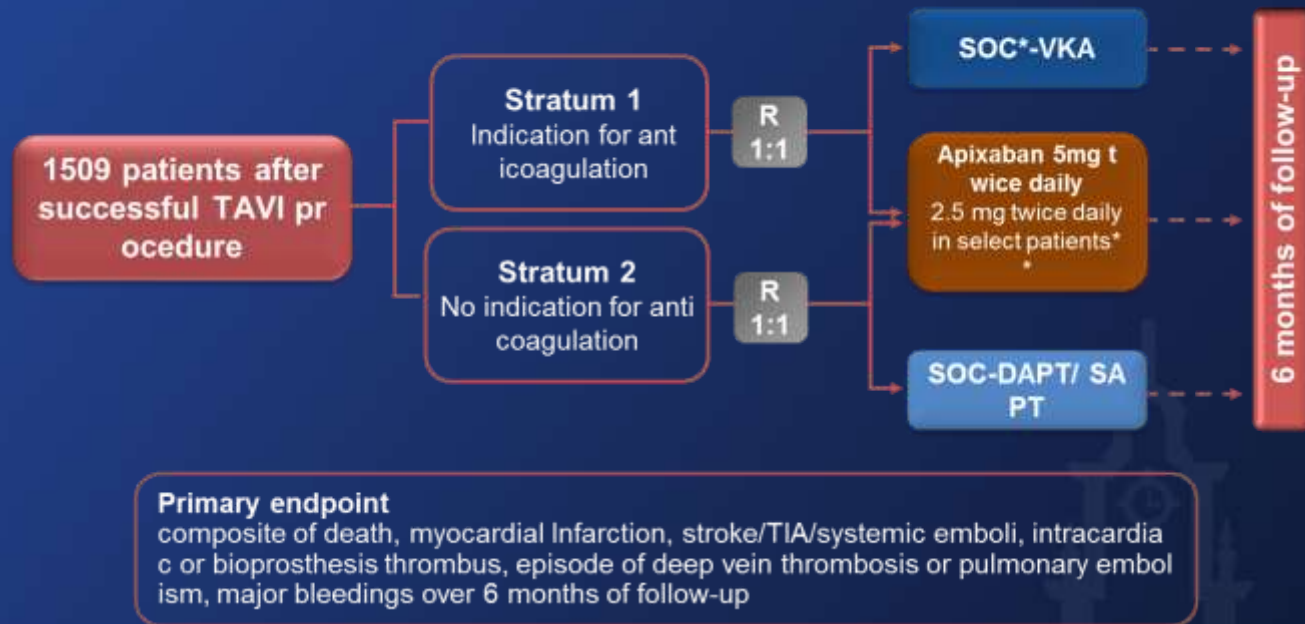 1509 patients after
successful TAVI pr
ocedure
Stratum 1
Indication for ant
icoagulation
Stratum 2
No indication for anti
coagulation
R
1:1
R
1:1
SOC*-VKA
Apixaban 5mg t
wice daily
2.5 mg twice daily
in select patients*
*
SOC-DAPT/ SA
PT
6 months of follow-up
Primary endpoint
composite of death, myocardial Infarction, stroke/TIA/systemic emboli, intracardia
c or bioprosthesis thrombus, episode of deep vein thrombosis or pulmonary embol
ism, major bleedings over 6 months of follow-up